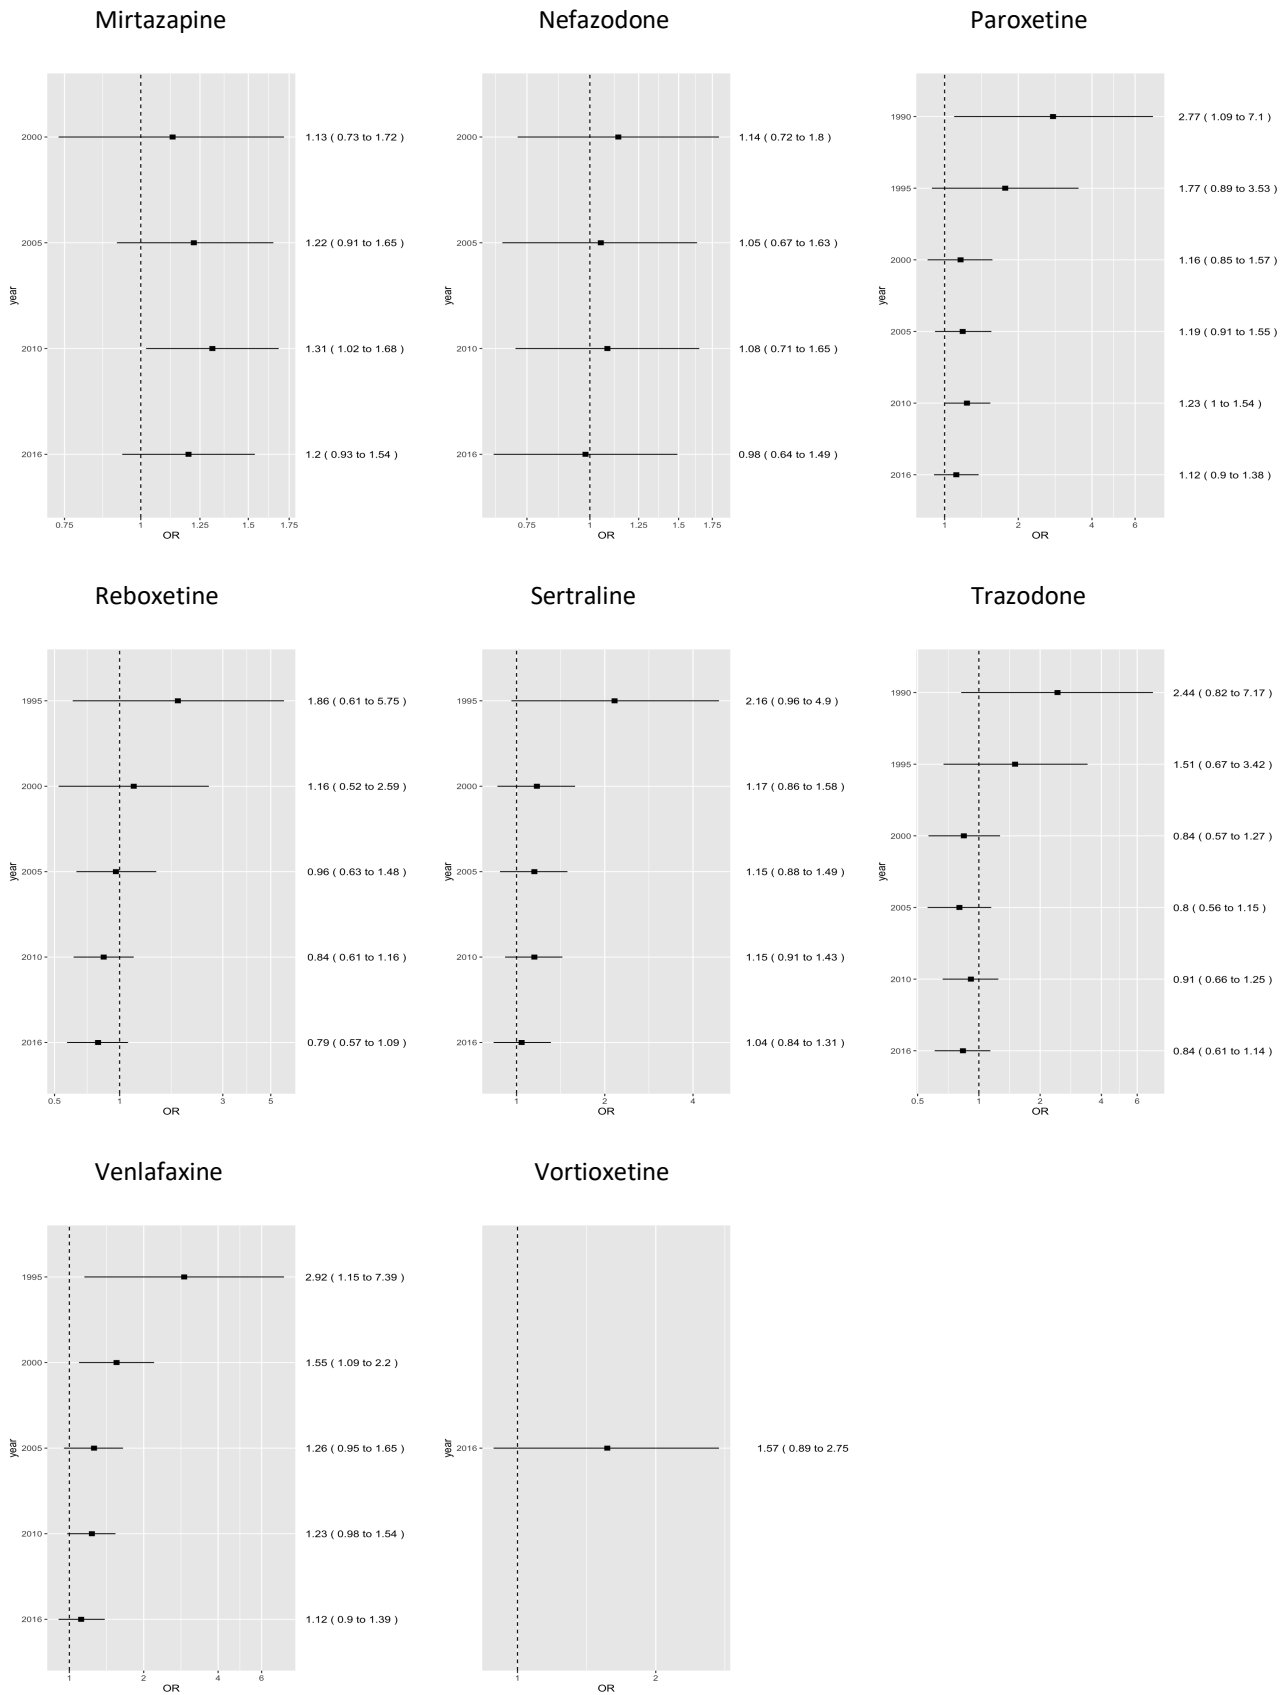 Mirtazapine
2000
2005
2010
2016
year
0.75 1 1.25 1.5 1.75
OR
1.13 ( 0.73 to 1.72 )
1.22 ( 0.91 to 1.65 )
1.31 ( 1.02 to 1.68 )
1.2 ( 0.93 to 1.54 )
Nefazodone
2000
2005
2010
2016
year
0.75 1 1.25 1.5 1.75
OR
1.14 ( 0.72 to 1.8 )
1.05 ( 0.67 to 1.63 )
1.08 ( 0.71 to 1.65 )
0.98 ( 0.64 to 1.49 )
Paroxetine
1990
1995
2000
2005
2010
2016
year
1 2 4 6
OR
2.77 ( 1.09 to 7.1 )
1.77 ( 0.89 to 3.53 )
1.16 ( 0.85 to 1.57 )
1.19 ( 0.91 to 1.55 )
1.23 ( 1 to 1.54 )
1.12 ( 0.9 to 1.38 )
Reboxetine
1995
2000
2005
2010
2016
year
0.5 1 3 5
OR
1.86 ( 0.61 to 5.75 )
1.16 ( 0.52 to 2.59 )
0.96 ( 0.63 to 1.48 )
0.84 ( 0.61 to 1.16 )
0.79 ( 0.57 to 1.09 )
Sertraline
1995
2000
2005
2010
2016
year
1 2 4
OR
2.16 ( 0.96 to 4.9 )
1.17 ( 0.86 to 1.58 )
1.15 ( 0.88 to 1.49 )
1.15 ( 0.91 to 1.43 )
1.04 ( 0.84 to 1.31 )
Trazodone
1990
1995
2000
2005
2010
2016
year
0.5 1 2 4 6
OR
2.44 ( 0.82 to 7.17 )
1.51 ( 0.67 to 3.42 )
0.84 ( 0.57 to 1.27 )
0.8 ( 0.56 to 1.15 )
0.91 ( 0.66 to 1.25 )
0.84 ( 0.61 to 1.14 )
Venlafaxine
1995
2000
2005
2010
2016
year
1 2 4 6
OR
2.92 ( 1.15 to 7.39 )
1.55 ( 1.09 to 2.2 )
1.26 ( 0.95 to 1.65 )
1.23 ( 0.98 to 1.54 )
1.12 ( 0.9 to 1.39 )
Vortioxetine
2016
year
1 2
OR
1.57 ( 0.89 to 2.75